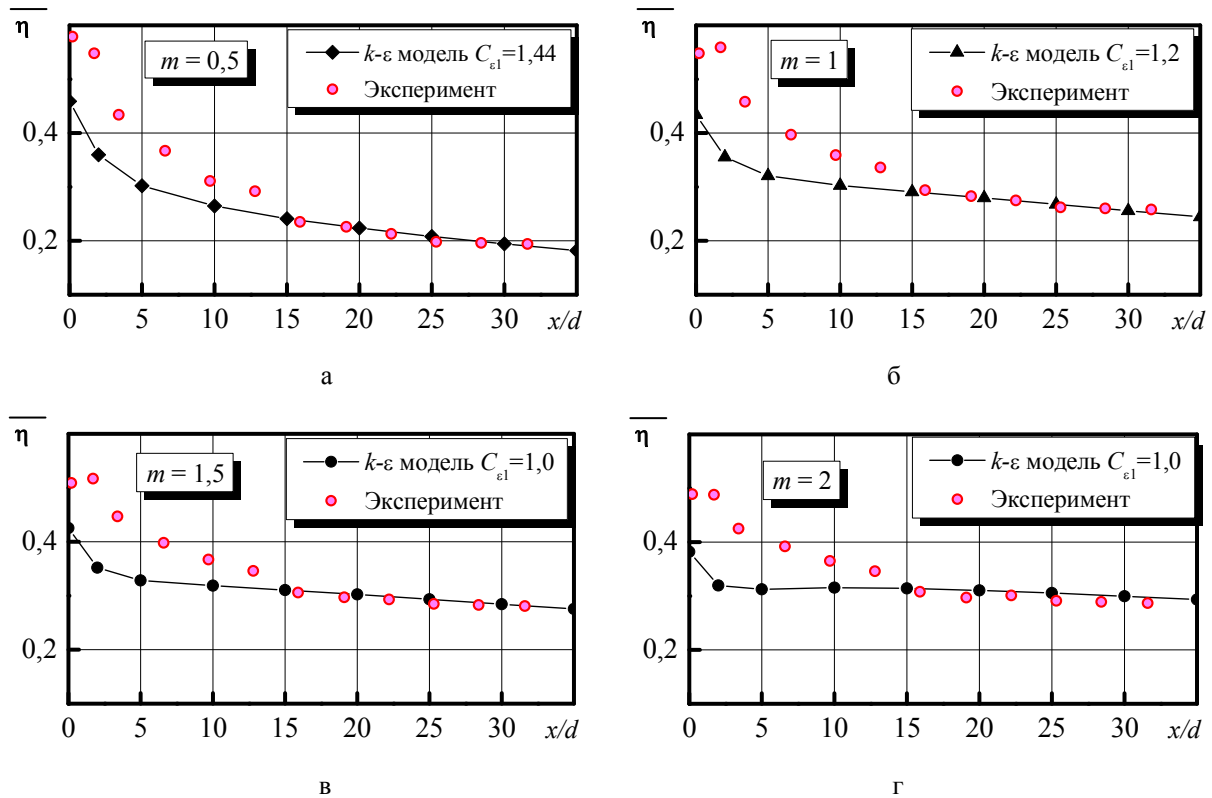 η
m = 0,5
k-ε модель Cε1=1,44
Эксперимент
0,4
0,2
0 5 10 15 20 25 30 x/d
а
η
m = 1
k-ε модель Cε1=1,2
Эксперимент
0,4
0,2
0 5 10 15 20 25 30 x/d
б
η
m = 1,5
k-ε модель Cε1=1,0
Эксперимент
0,4
0,2
0 5 10 15 20 25 30 x/d
в
η
m = 2
k-ε модель Cε1=1,0
Эксперимент
0,4
0,2
0 5 10 15 20 25 30 x/d
г